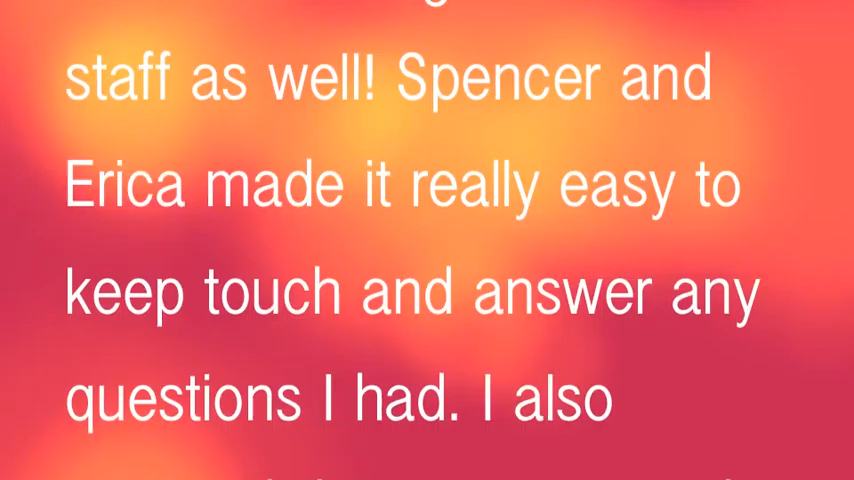 staff as well! Spencer and
Erica made it really easy to
keep touch and answer any
questions I had. I also